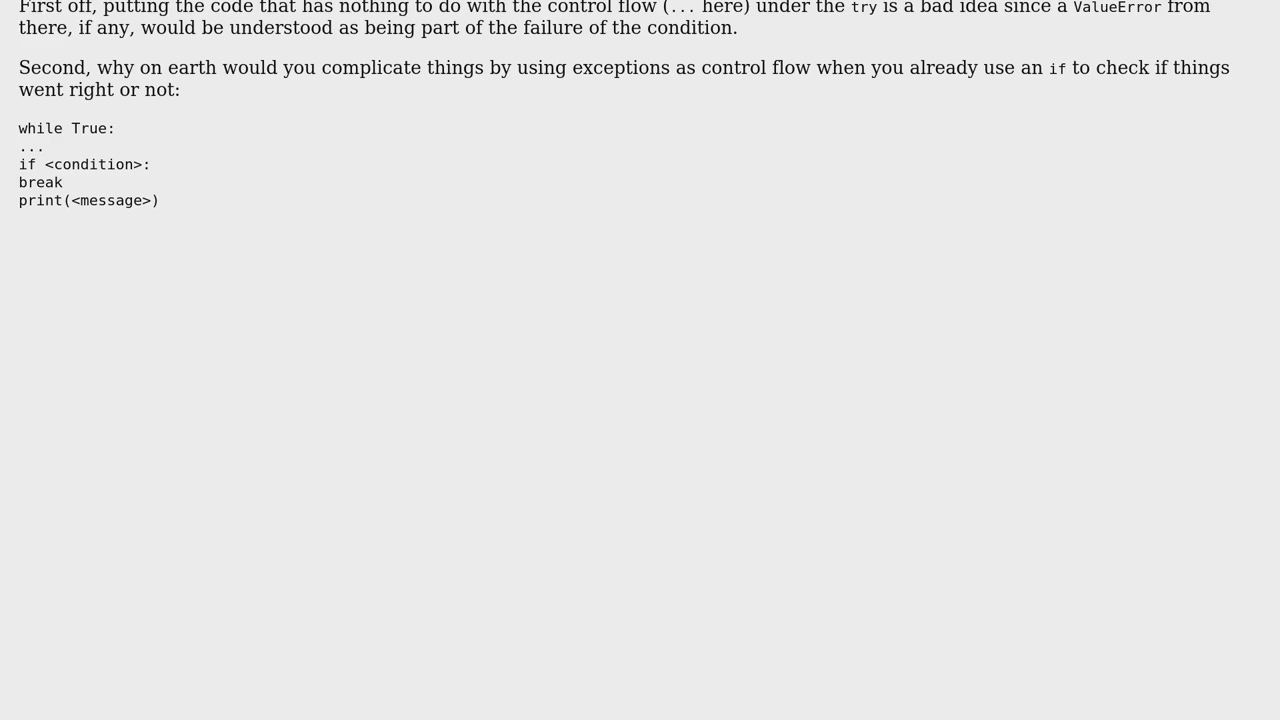 First off, putting the code that has nothing to do with the control flow (... here) under the try is a bad idea since a ValueError from
there, if any, would be understood as being part of the failure of the condition.
Second, why on earth would you complicate things by using exceptions as control flow when you already use an if to check if things
went right or not:
while True:
...
if <condition>:
break
print(<message>)